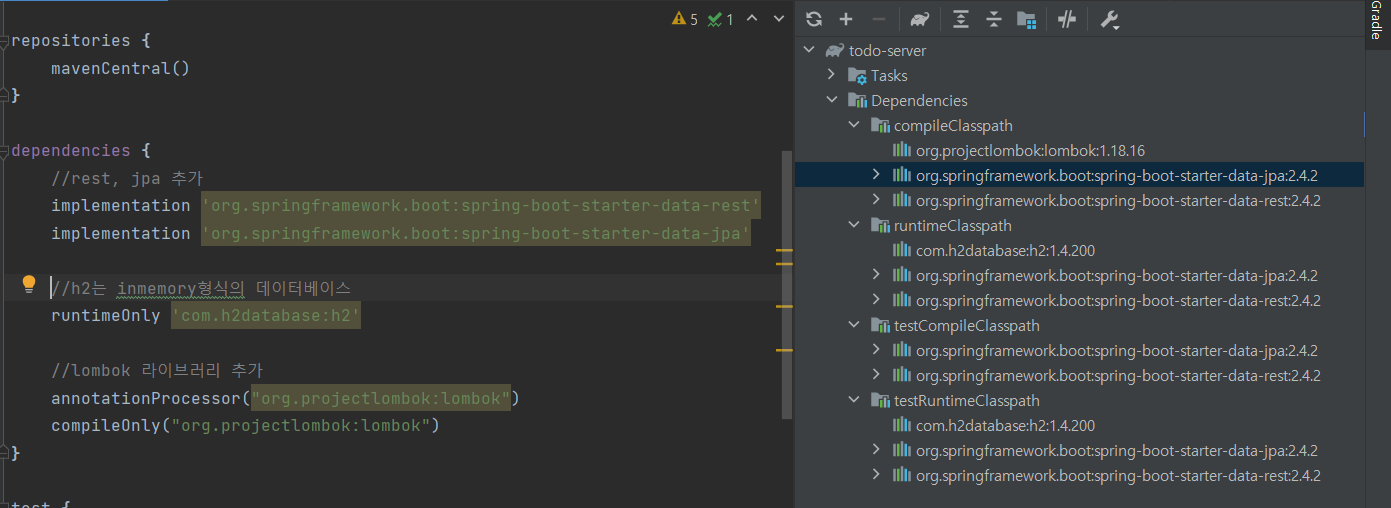 5 1
repositories {
mavenCentral()
}
dependencies {
//rest, jpa 추가
implementation 'org.springframework.boot:spring-boot-starter-data-rest'
implementation 'org.springframework.boot:spring-boot-starter-data-jpa'
//h2는 inmemory형식의 데이터베이스
runtimeOnly 'com.h2database:h2'
//lombok 라이브러리 추가
annotationProcessor("org.projectlombok:lombok")
compileOnly("org.projectlombok:lombok")
}
test {
todo-server
Tasks
Dependencies
compileClasspath
org.projectlombok:lombok:1.18.16
org.springframework.boot:spring-boot-starter-data-jpa:2.4.2
org.springframework.boot:spring-boot-starter-data-rest:2.4.2
runtimeClasspath
com.h2database:h2:1.4.200
org.springframework.boot:spring-boot-starter-data-jpa:2.4.2
org.springframework.boot:spring-boot-starter-data-rest:2.4.2
testCompileClasspath
org.springframework.boot:spring-boot-starter-data-jpa:2.4.2
org.springframework.boot:spring-boot-starter-data-rest:2.4.2
testRuntimeClasspath
com.h2database:h2:1.4.200
org.springframework.boot:spring-boot-starter-data-jpa:2.4.2
org.springframework.boot:spring-boot-starter-data-rest:2.4.2
Gradle